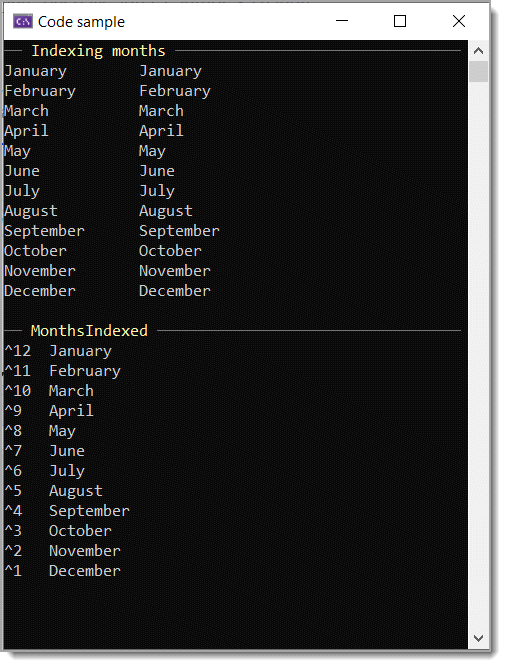 C:\ Code sample
Indexing months
January January
February February
March March
April April
May May
June June
July July
August August
September September
October October
November November
December December
MonthsIndexed
^12 January
^11 February
^10 March
^9 April
^8 May
^7 June
^6 July
^5 August
^4 September
^3 October
^2 November
^1 December